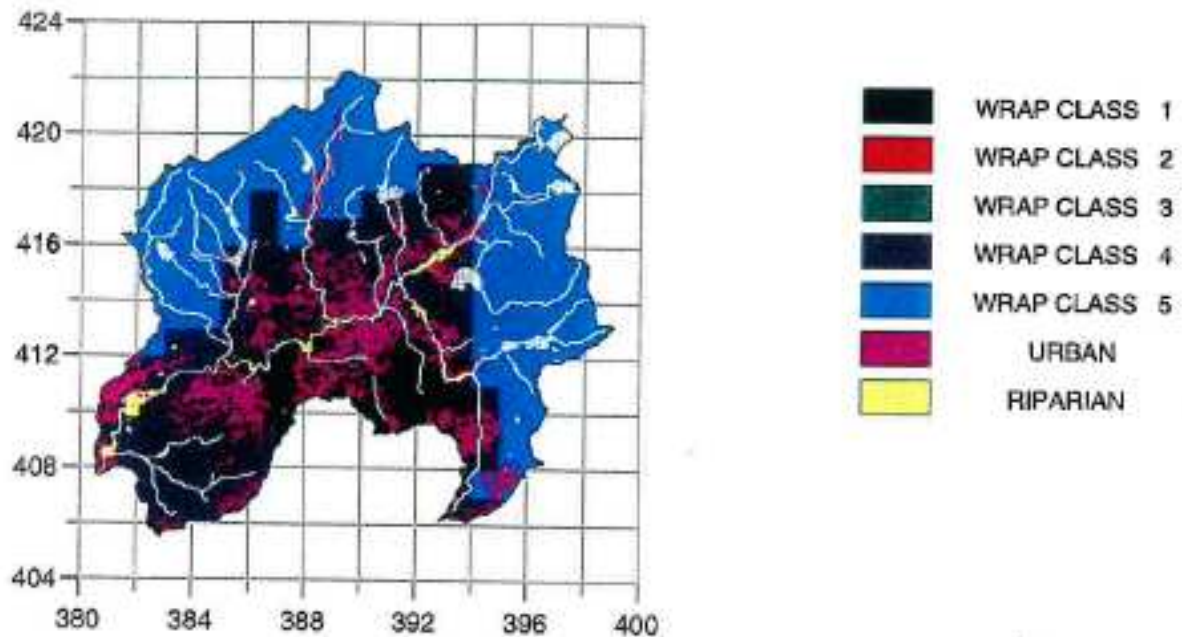 424
420
416
412
408
404
380 384 388 392 396 400
WRAP CLASS 1
WRAP CLASS 2
WRAP CLASS 3
WRAP CLASS 4
WRAP CLASS 5
URBAN
RIPARIAN